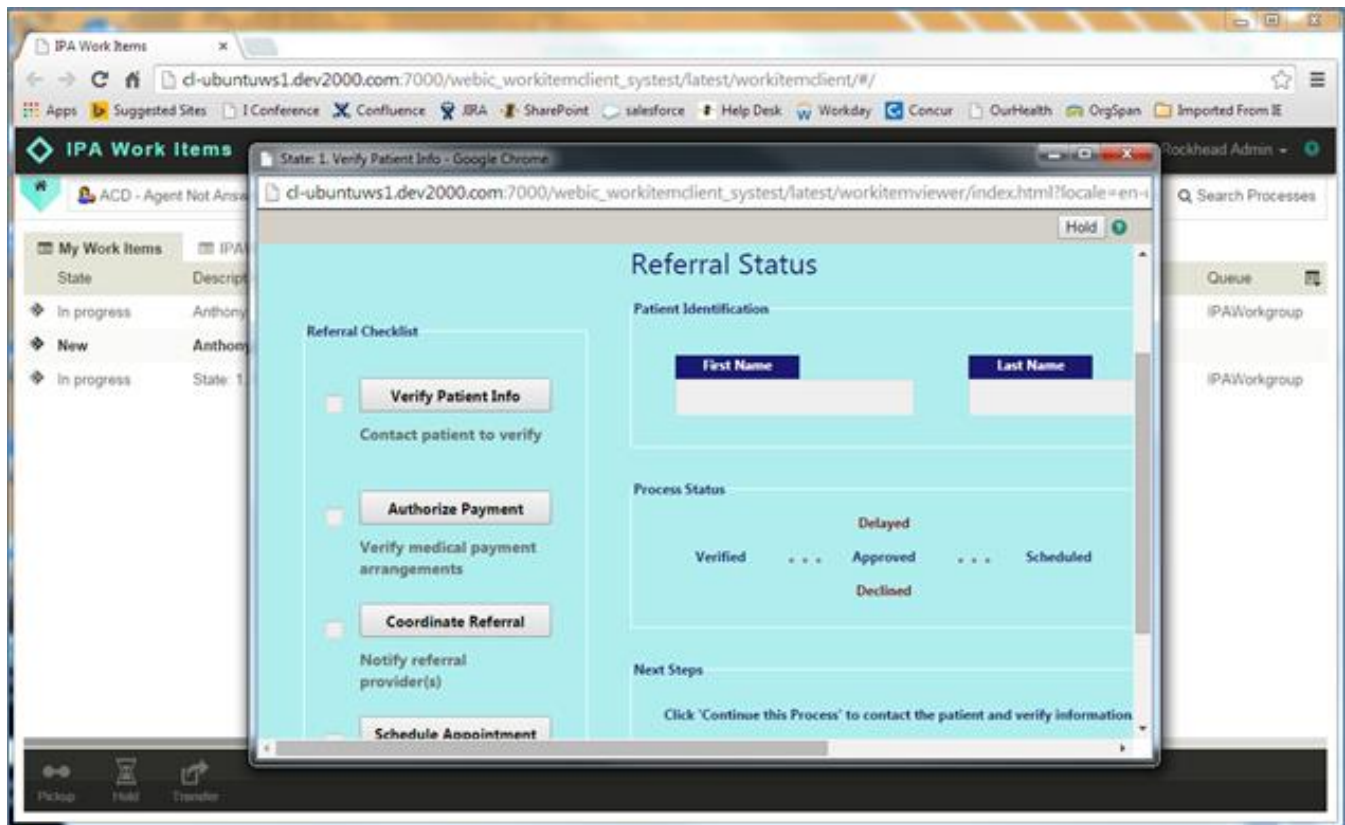 IPA Work Items
cl-ubuntuws1.dev2000.com:7000/webic_workitemclient_systest/latest/workitemclient/#/
Apps Suggested Sites I Conference Confluence JIRA SharePoint salesforce Help Desk Workday Concur OurHealth OrgSpan Imported From IE
IPA Work Items
Rockhead Admin
State: 1. Verify Patient Info - Google Chrome
cl-ubuntuws1.dev2000.com:7000/webic_workitemclient_systest/latest/workitemviewer/index.html?locale=en-
ACD - Agent Not Answ
Search Processes
Hold
My Work Items IPA
State Descript Queue
In progress Anthony IPAWorkgroup
New Anthony
In progress State: 1. IPAWorkgroup
Referral Status
Patient Identification
First Name Last Name
Referral Checklist
Verify Patient Info
Contact patient to verify
Authorize Payment
Verify medical payment
arrangements
Coordinate Referral
Notify referral
provider(s)
Schedule Appointment
Process Status
Delayed
Verified . . . Approved . . . Scheduled
Declined
Next Steps
Click 'Continue this Process' to contact the patient and verify information
Pickup Hold Transfer